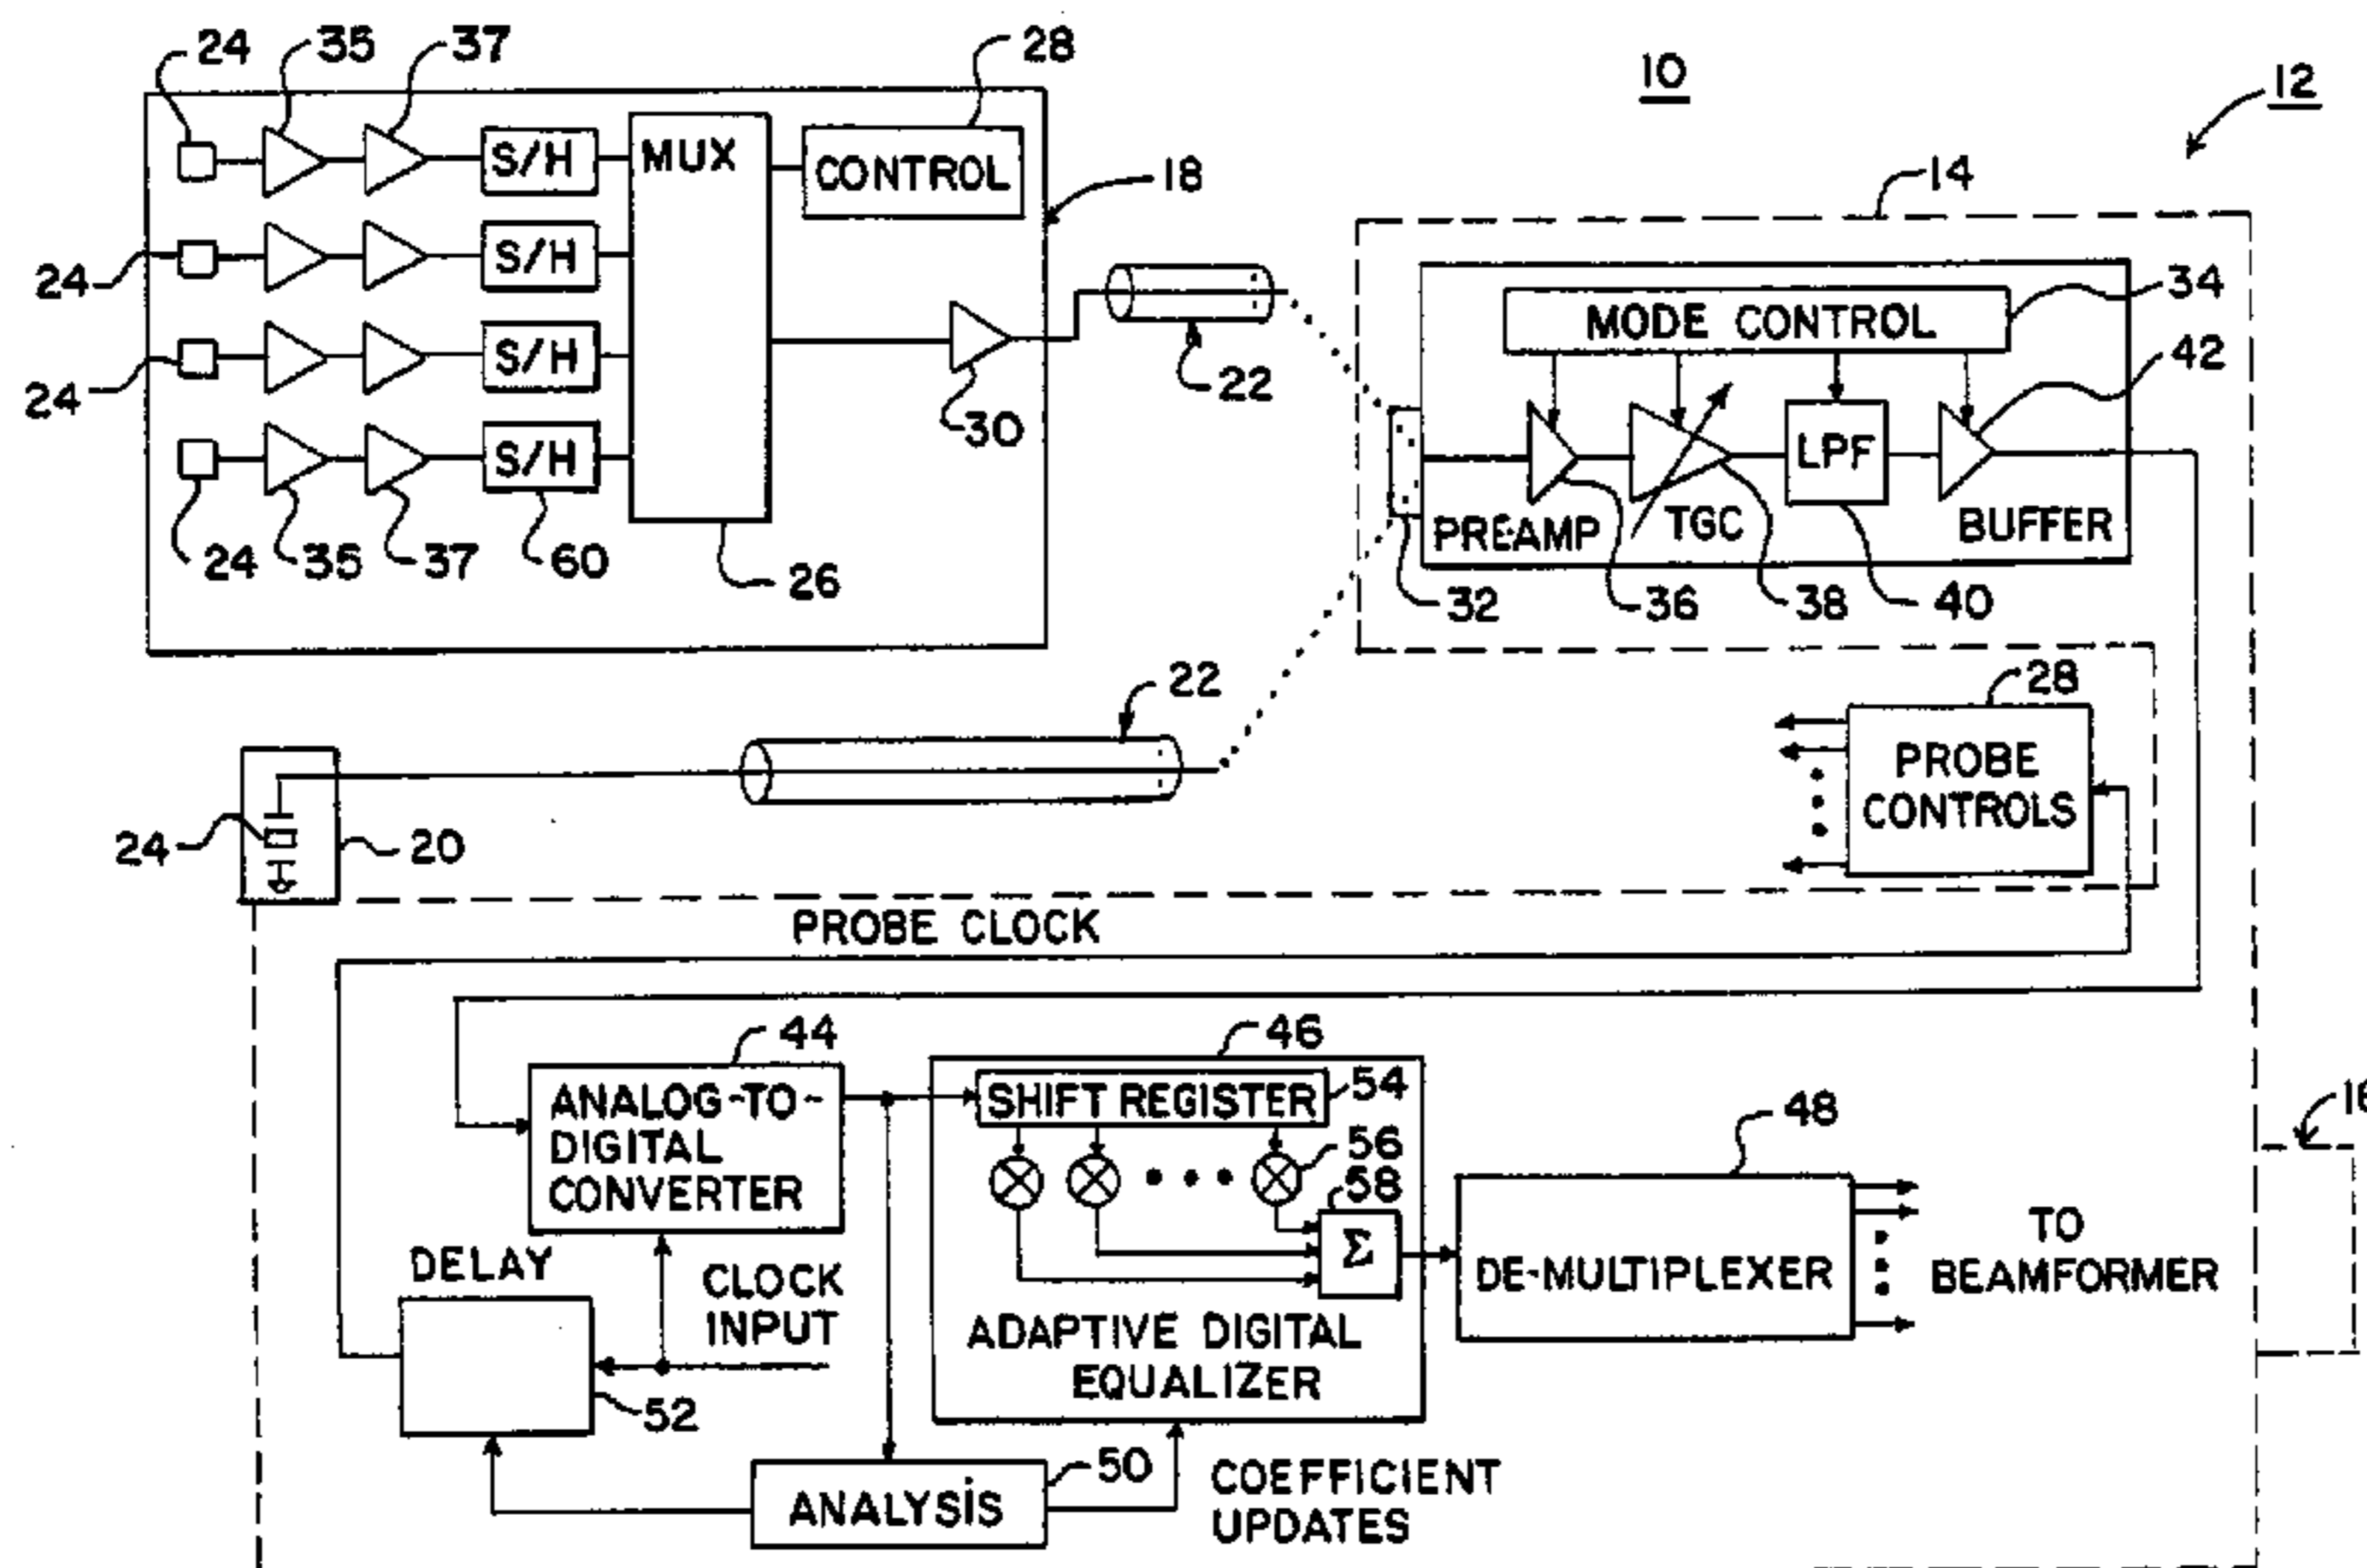 24
35
37
28
10
12
S/H
MUX
CONTROL
18
14
24
S/H
34
MODE CONTROL
22
42
24
S/H
30
LPF
S/H
PREAMP
TGC
BUFFER
24
35
37
60
26
32
36
38
40
22
28
PROBE
CONTROLS
24
20
PROBE CLOCK
44
46
ANALOG-TO-
DIGITAL
CONVERTER
SHIFT REGISTER
54
48
16
56
58
Σ
DE-MULTIPLEXER
TO
BEAMFORMER
DELAY
CLOCK
INPUT
ADAPTIVE DIGITAL
EQUALIZER
52
50
ANALYSIS
COEFFICIENT
UPDATES